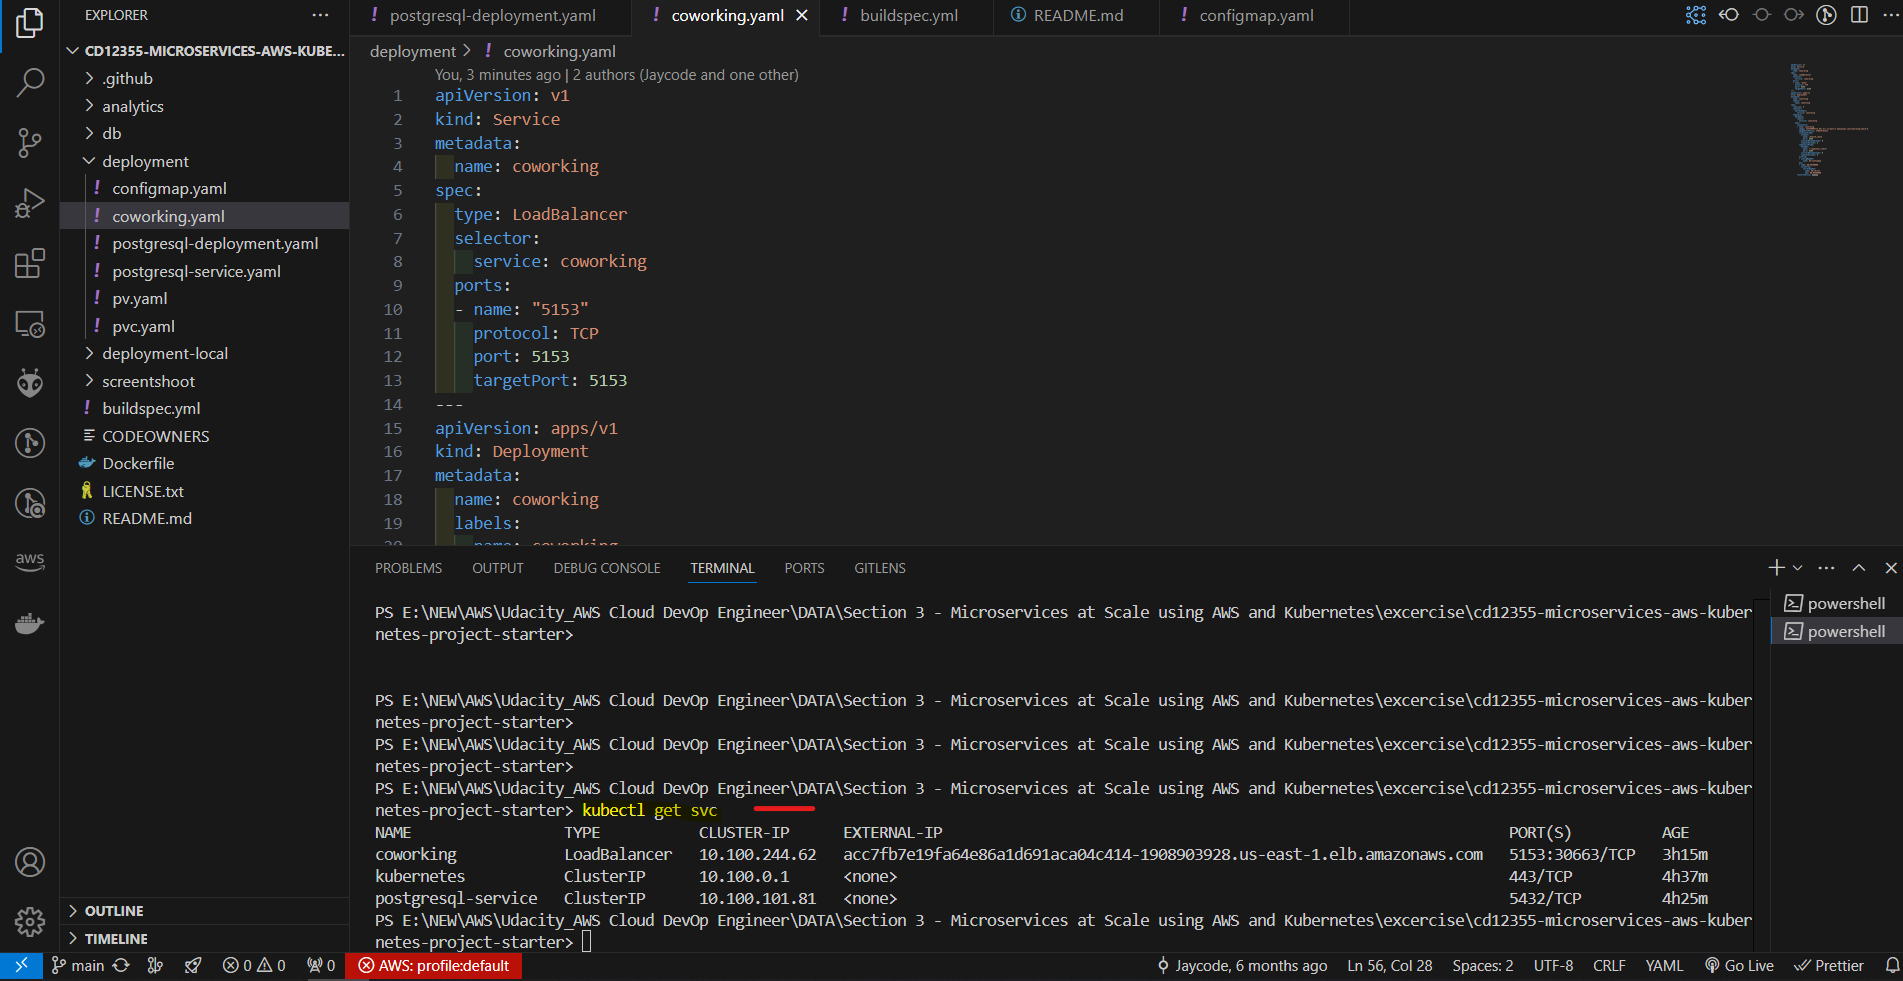 EXPLORER
CD12355-MICROSERVICES-AWS-KUBE...
.github
analytics
db
deployment
configmap.yaml
coworking.yaml
postgresql-deployment.yaml
postgresql-service.yaml
pv.yaml
pvc.yaml
deployment-local
screentshoot
buildspec.yml
CODEOWNERS
Dockerfile
LICENSE.txt
README.md
aws
OUTLINE
TIMELINE
postgresql-deployment.yaml
coworking.yaml
buildspec.yml
README.md
configmap.yaml
deployment > coworking.yaml
You, 3 minutes ago | 2 authors (Jaycode and one other)
1 apiVersion: v1
2 kind: Service
3 metadata:
4 name: coworking
5 spec:
6 type: LoadBalancer
7 selector:
8 service: coworking
9 ports:
10 - name: "5153"
11 protocol: TCP
12 port: 5153
13 targetPort: 5153
14 ---
15 apiVersion: apps/v1
16 kind: Deployment
17 metadata:
18 name: coworking
19 labels:
20 name: coworking
PROBLEMS OUTPUT DEBUG CONSOLE TERMINAL PORTS GITLENS
PS E:\NEW\AWS\Udacity_AWS Cloud DevOp Engineer\DATA\Section 3 - Microservices at Scale using AWS and Kubernetes\excercise\cd12355-microservices-aws-kuber
netes-project-starter>
PS E:\NEW\AWS\Udacity_AWS Cloud DevOp Engineer\DATA\Section 3 - Microservices at Scale using AWS and Kubernetes\excercise\cd12355-microservices-aws-kuber
netes-project-starter>
PS E:\NEW\AWS\Udacity_AWS Cloud DevOp Engineer\DATA\Section 3 - Microservices at Scale using AWS and Kubernetes\excercise\cd12355-microservices-aws-kuber
netes-project-starter>
PS E:\NEW\AWS\Udacity_AWS Cloud DevOp Engineer\DATA\Section 3 - Microservices at Scale using AWS and Kubernetes\excercise\cd12355-microservices-aws-kuber
netes-project-starter> kubectl get svc
NAME TYPE CLUSTER-IP EXTERNAL-IP PORT(S) AGE
coworking LoadBalancer 10.100.244.62 acc7fb7e19fa64e86a1d691aca04c414-1908903928.us-east-1.elb.amazonaws.com 5153:30663/TCP 3h15m
kubernetes ClusterIP 10.100.0.1 <none> 443/TCP 4h37m
postgresql-service ClusterIP 10.100.101.81 <none> 5432/TCP 4h25m
PS E:\NEW\AWS\Udacity_AWS Cloud DevOp Engineer\DATA\Section 3 - Microservices at Scale using AWS and Kubernetes\excercise\cd12355-microservices-aws-kuber
netes-project-starter>
powershell
powershell
main 0 0 0 AWS: profile:default Jaycode, 6 months ago Ln 56, Col 28 Spaces: 2 UTF-8 CRLF YAML Go Live Prettier